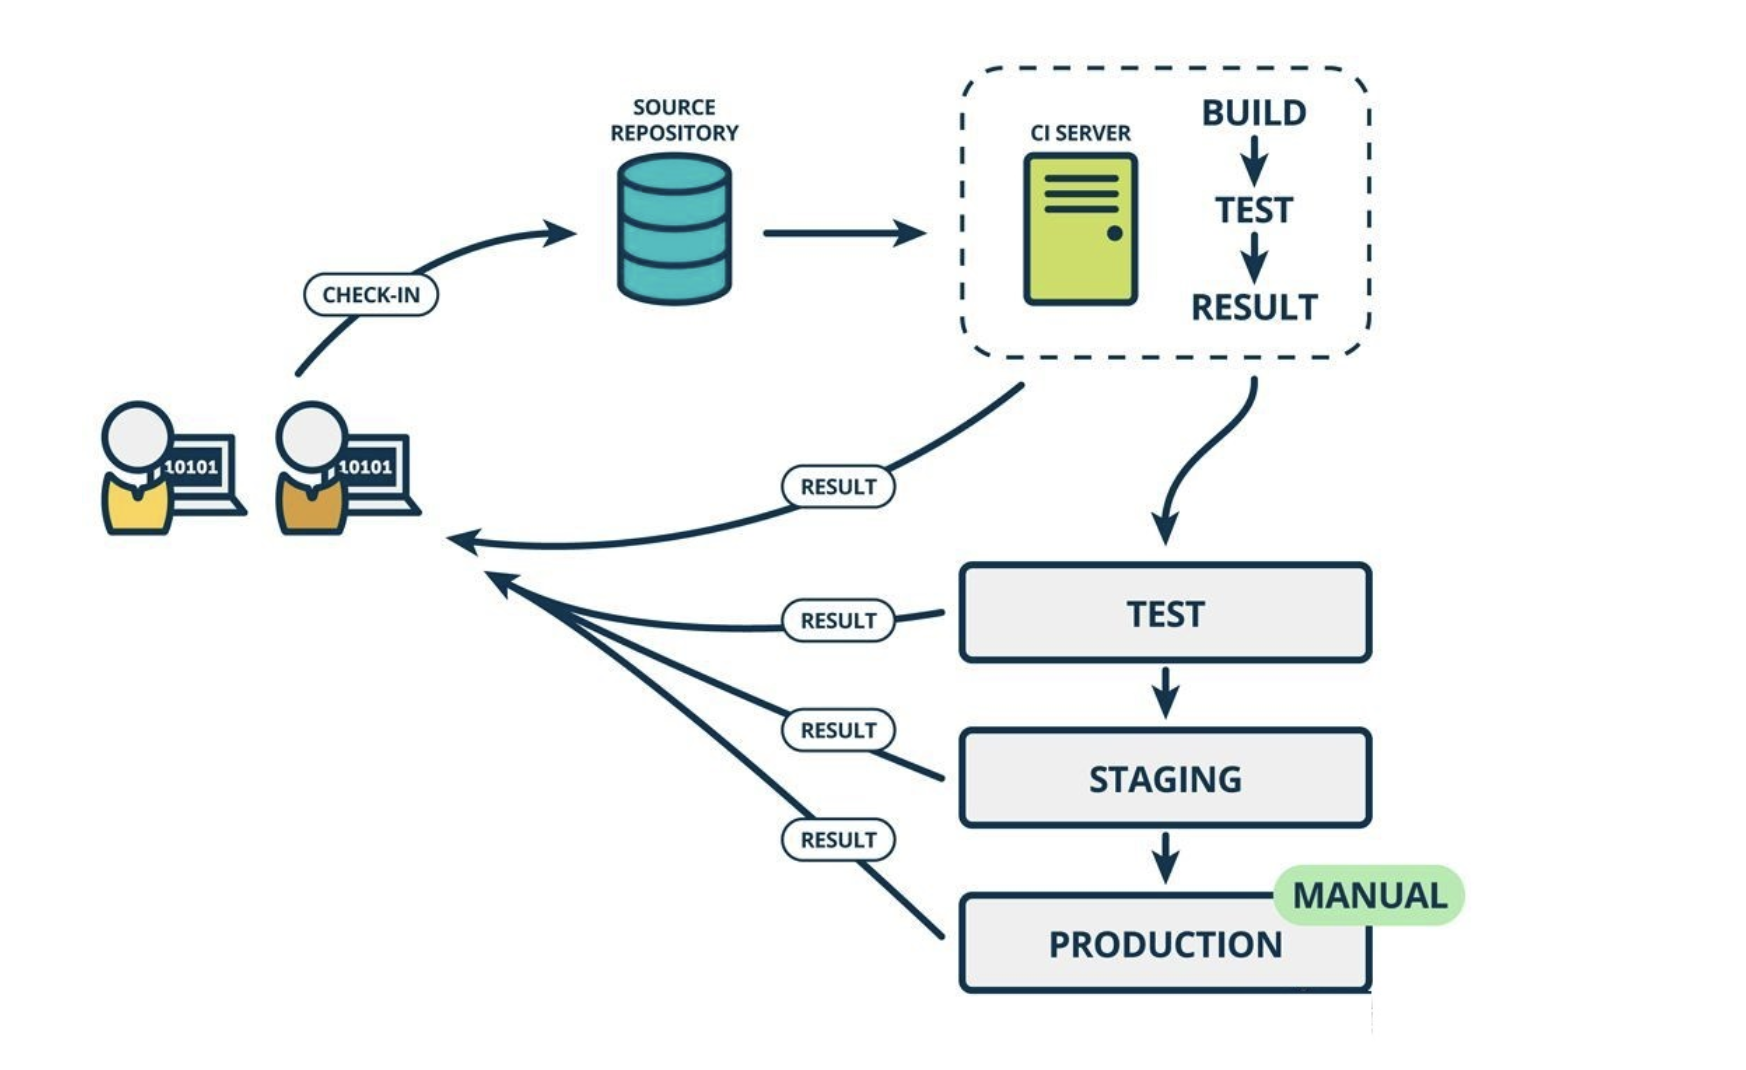 SOURCE
REPOSITORY
CI SERVER
BUILD
TEST
RESULT
CHECK-IN
10101
10101
RESULT
RESULT
RESULT
RESULT
TEST
STAGING
MANUAL
PRODUCTION